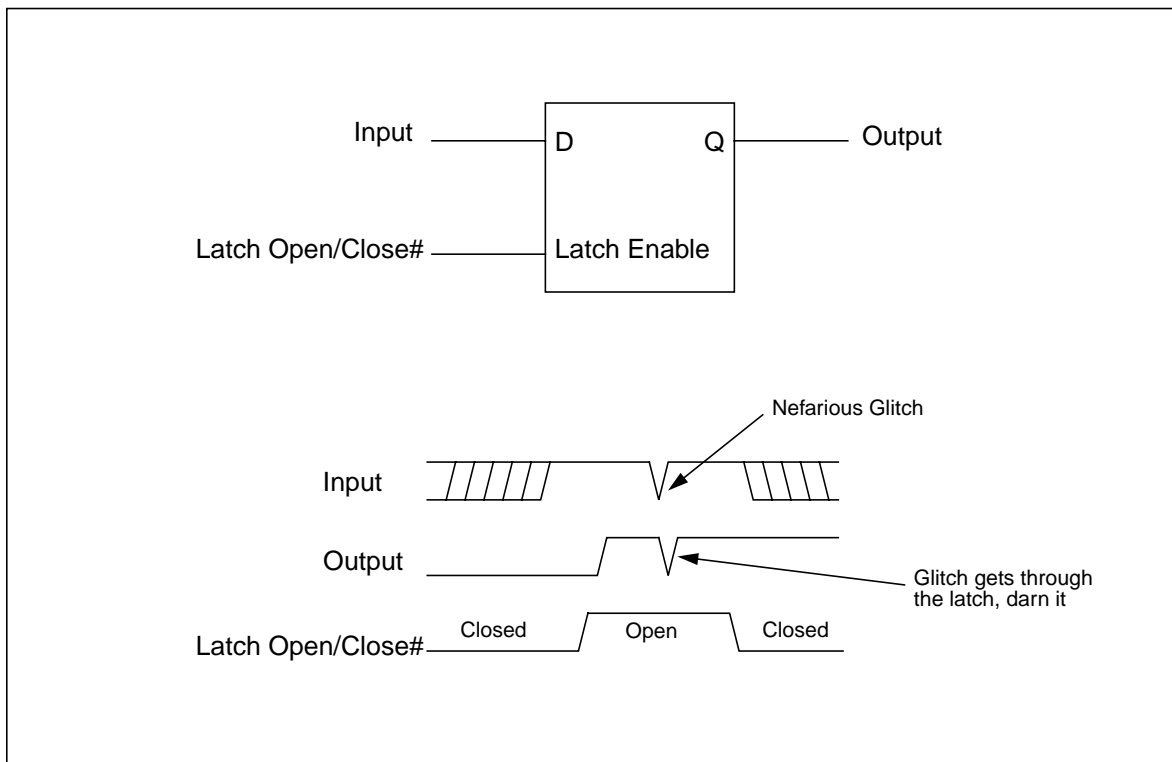 Input
D
Q
Output
Latch Open/Close#
Latch Enable
Nefarious Glitch
Input
Output
Glitch gets through
the latch, darn it
Latch Open/Close#
Closed
Open
Closed